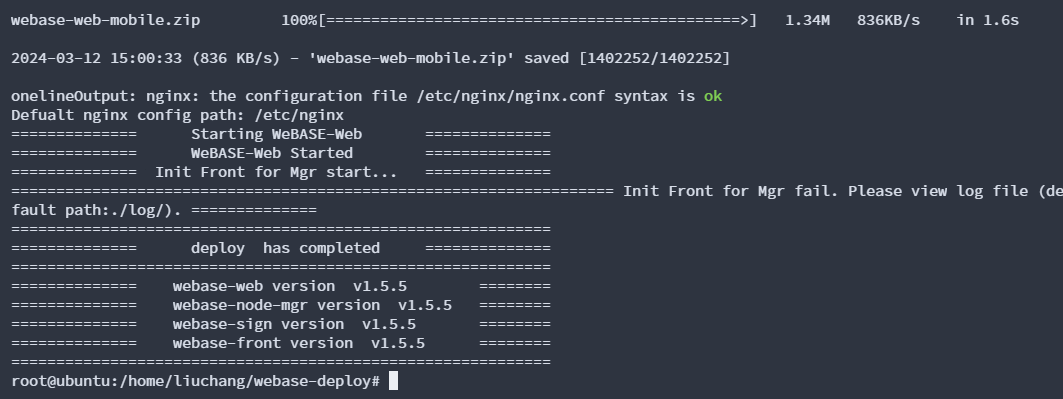 webase-web-mobile.zip         100%[==============================================>]   1.34M   836KB/s    in 1.6s
2024-03-12 15:00:33 (836 KB/s) - 'webase-web-mobile.zip' saved [1402252/1402252]
onelineOutput: nginx: the configuration file /etc/nginx/nginx.conf syntax is ok
Defualt nginx config path: /etc/nginx
==============      Starting WeBASE-Web       ==============
==============      WeBASE-Web Started        ==============
==============  Init Front for Mgr start...   ==============
=================================================================== Init Front for Mgr fail. Please view log file (de
fault path:./log/). ==============
============================================================
==============      deploy  has completed     ==============
============================================================
==============    webase-web version  v1.5.5        ========
==============    webase-node-mgr version  v1.5.5   ========
==============    webase-sign version  v1.5.5       ========
==============    webase-front version  v1.5.5      ========
============================================================
root@ubuntu:/home/liuchang/webase-deploy#